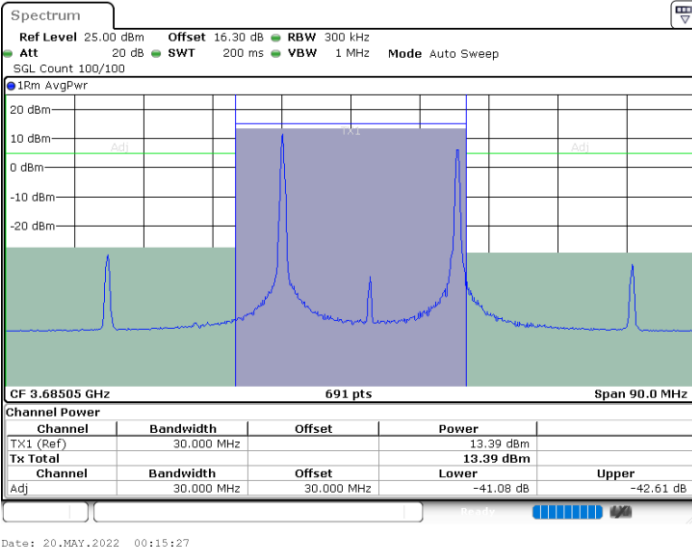 Spectrum
Ref Level 25.00 dBm Offset 16.30 dB RBW 300 kHz
Att 20 dB SWT 200 ms VBW 1 MHz Mode Auto Sweep
SGL Count 100/100
1Rm AvgPwr
20 dBm
TX1
10 dBm
Adj Adj
0 dBm
-10 dBm
-20 dBm
CF 3.68505 GHz 691 pts Span 90.0 MHz
Channel Power
Channel Bandwidth Offset Power
TX1 (Ref) 30.000 MHz 13.39 dBm
Tx Total 13.39 dBm
Channel Bandwidth Offset Lower Upper
Adj 30.000 MHz 30.000 MHz -41.08 dB -42.61 dB
Ready
Date: 20.MAY.2022 00:15:27